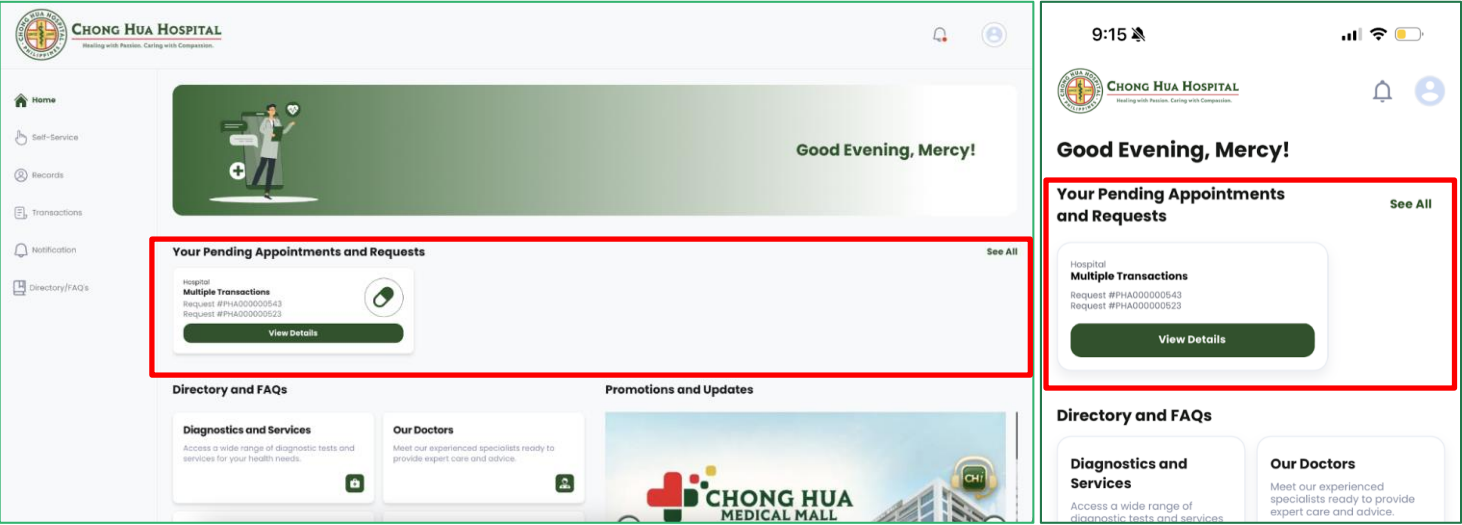 CHONG HUA HOSPITAL
Healing with Passion. Caring with Compassion.
Home
Self-Service
Records
Transactions
Notification
Directory/FAQ's
Good Evening, Mercy!
Your Pending Appointments and Requests
See All
Hospital
Multiple Transactions
Request #PHA000000543
Request #PHA000000523
View Details
Directory and FAQs
Diagnostics and Services
Access a wide range of diagnostic tests and
services for your health needs.
Our Doctors
Meet our experienced specialists ready to
provide expert care and advice.
Promotions and Updates
CHONG HUA
MEDICAL MALL
CHI
9:15
CHONG HUA HOSPITAL
Healing with Passion. Caring with Compassion.
Good Evening, Mercy!
Your Pending Appointments
and Requests
See All
Hospital
Multiple Transactions
Request #PHA000000543
Request #PHA000000523
View Details
Directory and FAQs
Diagnostics and
Services
Access a wide range of
diagnostic tests and services
Our Doctors
Meet our experienced
specialists ready to provide
expert care and advice.